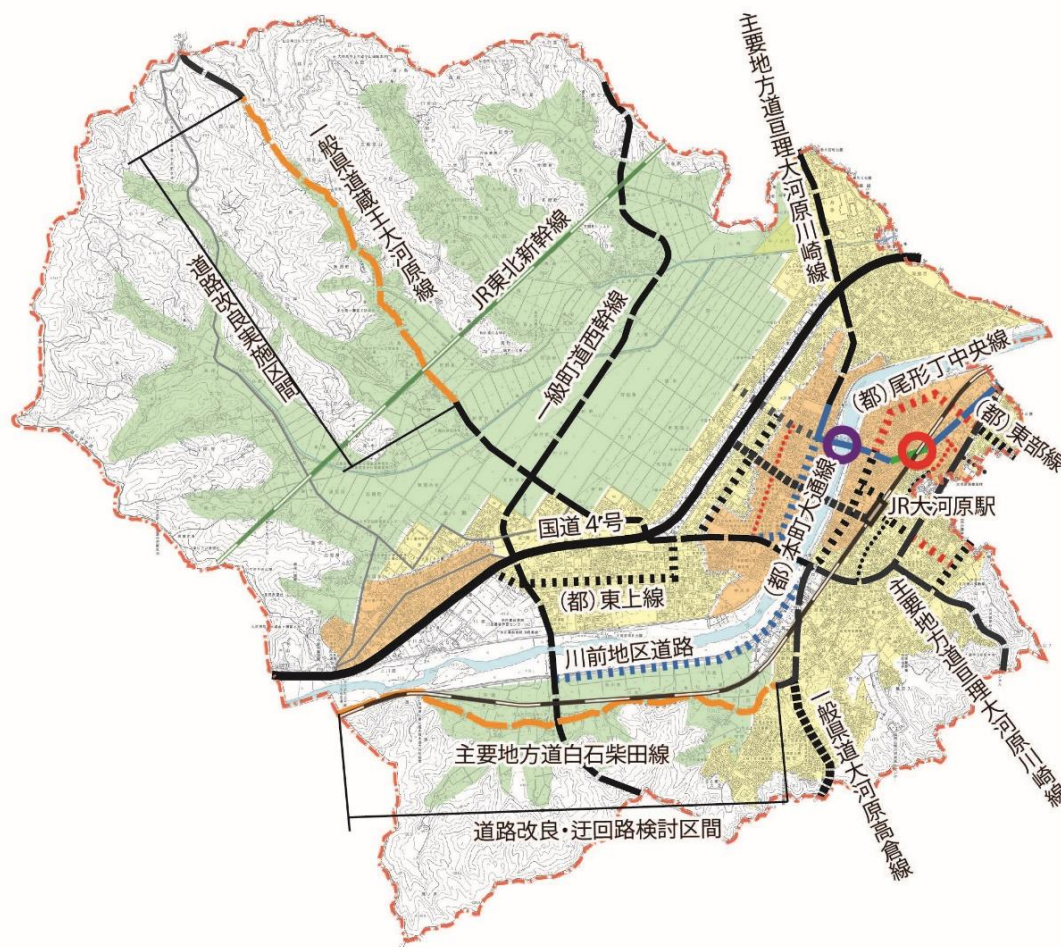 主要地方道亘理大河原川崎線
一般県道蔵王大河原線
JR東北新幹線
道路改良実施区間
一級町道西幹線
(都)尾形丁中央線
(都)東部線
JR大河原駅
国道4号
(都)本町大通線
(都)東上線
川前地区道路
主要地方道亘理大河原川崎線
主要地方道白石柴田線
一般県道大河原高倉線
道路改良・迂回路検討区間